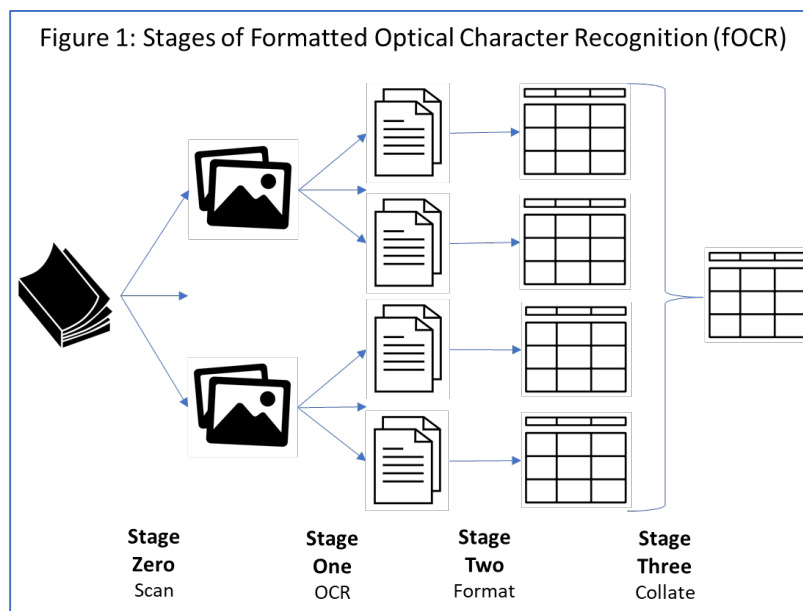 Figure 1: Stages of Formatted Optical Character Recognition (fOCR)
Stage
Zero
Scan
Stage
One
OCR
Stage
Two
Format
Stage
Three
Collate